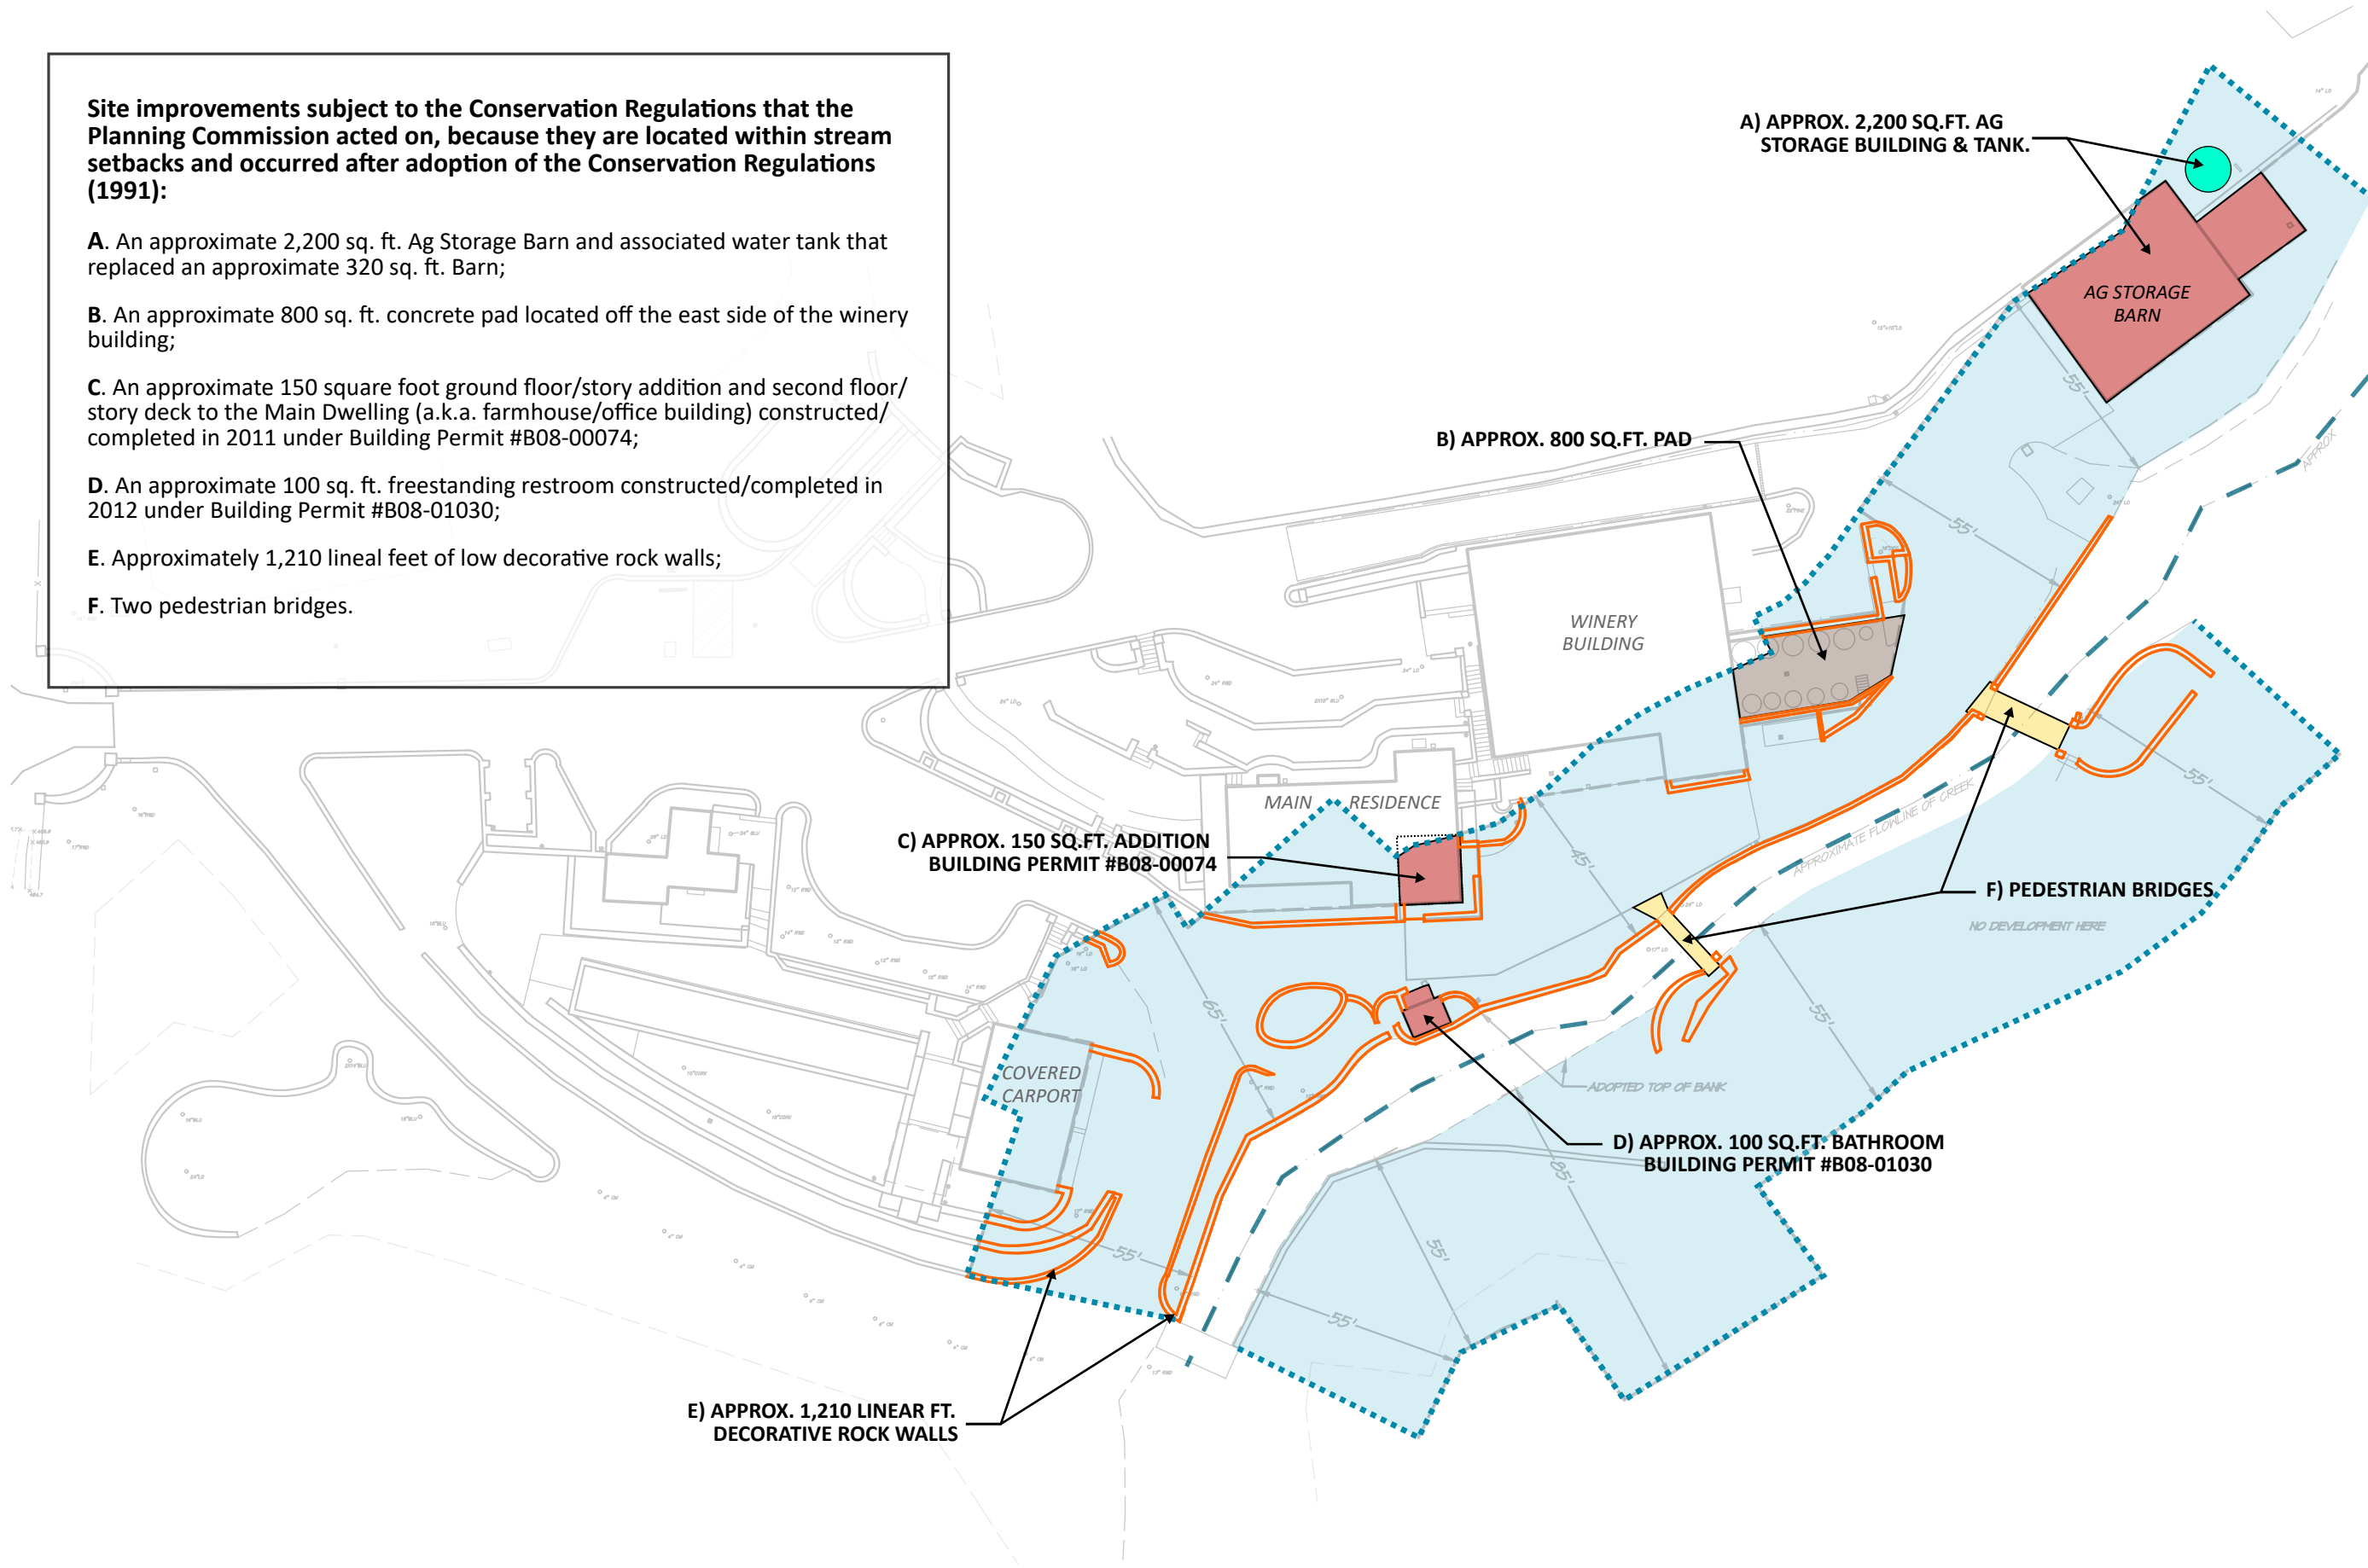 Site improvements subject to the Conservation Regulations that the
Planning Commission acted on, because they are located within stream
setbacks and occurred after adoption of the Conservation Regulations
(1991):
A. An approximate 2,200 sq. ft. Ag Storage Barn and associated water tank that
replaced an approximate 320 sq. ft. Barn;
B. An approximate 800 sq. ft. concrete pad located off the east side of the winery
building;
C. An approximate 150 square foot ground floor/story addition and second floor/
story deck to the Main Dwelling (a.k.a. farmhouse/office building) constructed/
completed in 2011 under Building Permit #B08-00074;
D. An approximate 100 sq. ft. freestanding restroom constructed/completed in
2012 under Building Permit #B08-01030;
E. Approximately 1,210 lineal feet of low decorative rock walls;
F. Two pedestrian bridges.
A) APPROX. 2,200 SQ.FT. AG
STORAGE BUILDING & TANK.
AG STORAGE
BARN
55'
APPROX
B) APPROX. 800 SQ.FT. PAD
55'
WINERY
BUILDING
55'
MAIN RESIDENCE
C) APPROX. 150 SQ.FT. ADDITION
BUILDING PERMIT #B08-00074
45'
APPROXIMATE FLOWLINE OF CREEK
F) PEDESTRIAN BRIDGES
NO DEVELOPMENT HERE
65'
55'
COVERED
CARPORT
ADOPTED TOP OF BANK
D) APPROX. 100 SQ.FT. BATHROOM
BUILDING PERMIT #B08-01030
85'
55'
55'
55'
E) APPROX. 1,210 LINEAR FT.
DECORATIVE ROCK WALLS